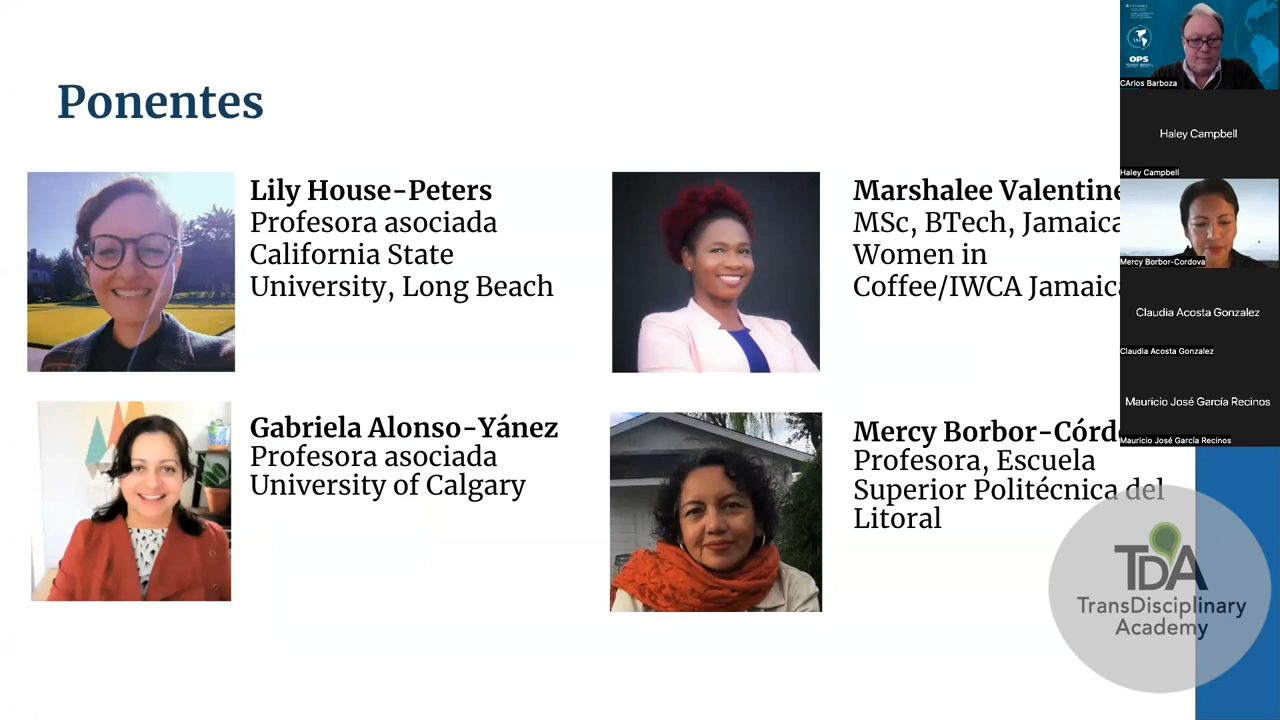 Ponentes
Lily House-Peters
Profesora asociada
California State
University, Long Beach
Marshalee Valentine
MSc, BTech, Jamaica
Women in
Coffee/IWCA Jamaica
Gabriela Alonso-Yánez
Profesora asociada
University of Calgary
Mercy Borbor-Córdo
Profesora, Escuela
Superior Politécnica del
Litoral
OPS
CArlos Barboza
Haley Campbell
Haley Campbell
Mercy Borbor-Cordova
Claudia Acosta Gonzalez
Claudia Acosta Gonzalez
Mauricio José García Recinos
Mauricio José García Recinos
TDA
TransDisciplinary
Academy